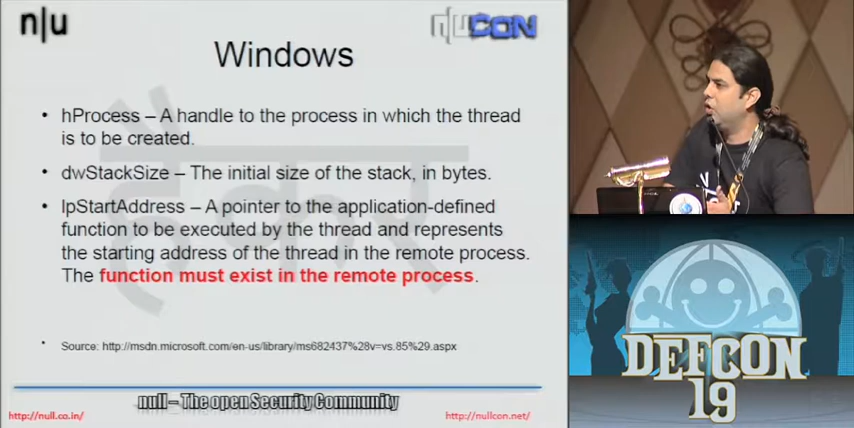 n|u
n|uCON
Windows
• hProcess – A handle to the process in which the thread
is to be created.
• dwStackSize – The initial size of the stack, in bytes.
• lpStartAddress – A pointer to the application-defined
function to be executed by the thread and represents
the starting address of the thread in the remote process.
The function must exist in the remote process.
• Source: http://msdn.microsoft.com/en-us/library/ms682437%28v=vs.85%29.aspx
null – The open Security Community
http://null.co.in/
http://nullcon.net/
DEFCON
19